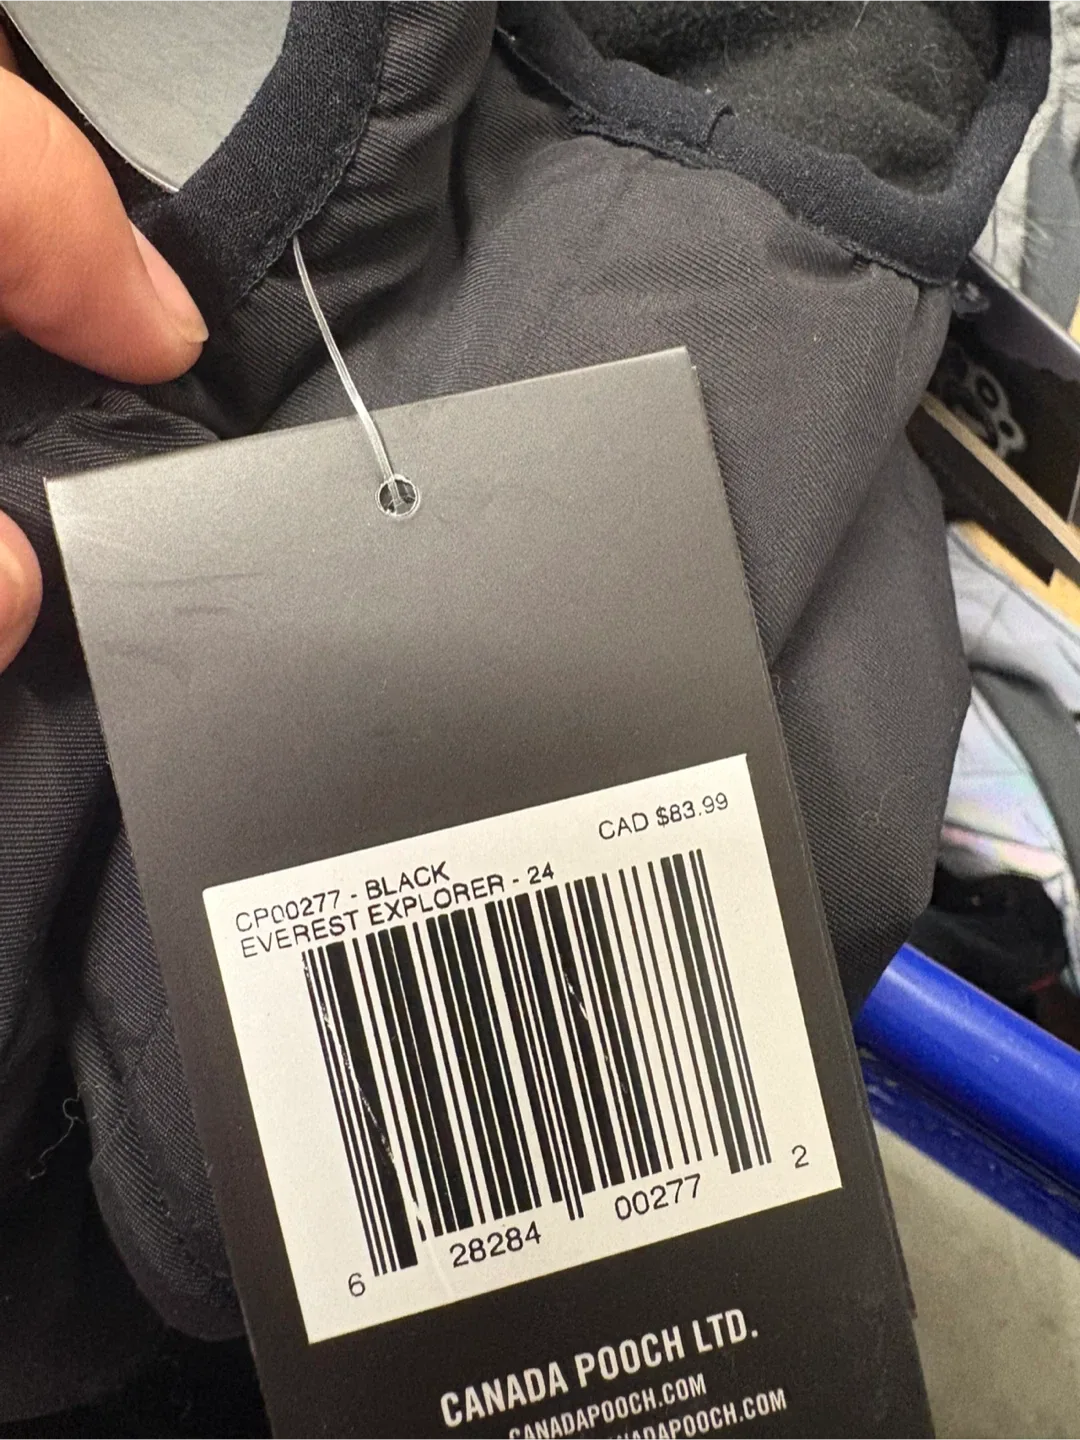 CAD $83.99
CP00277 - BLACK
EVEREST EXPLORER - 24
6 28284 00277 2
CANADA POOCH LTD.
CANADAPOOCH.COM